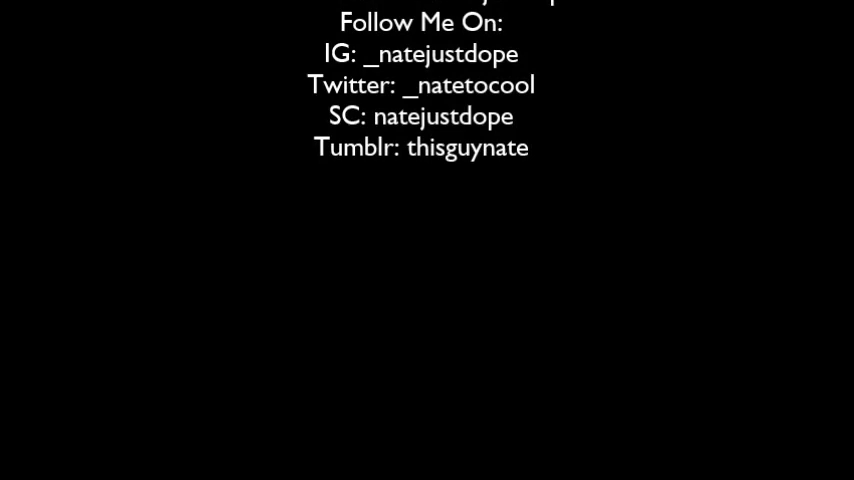 Follow Me On:
IG: _natejustdope
Twitter: _natetocool
SC: natejustdope
Tumblr: thisguynate